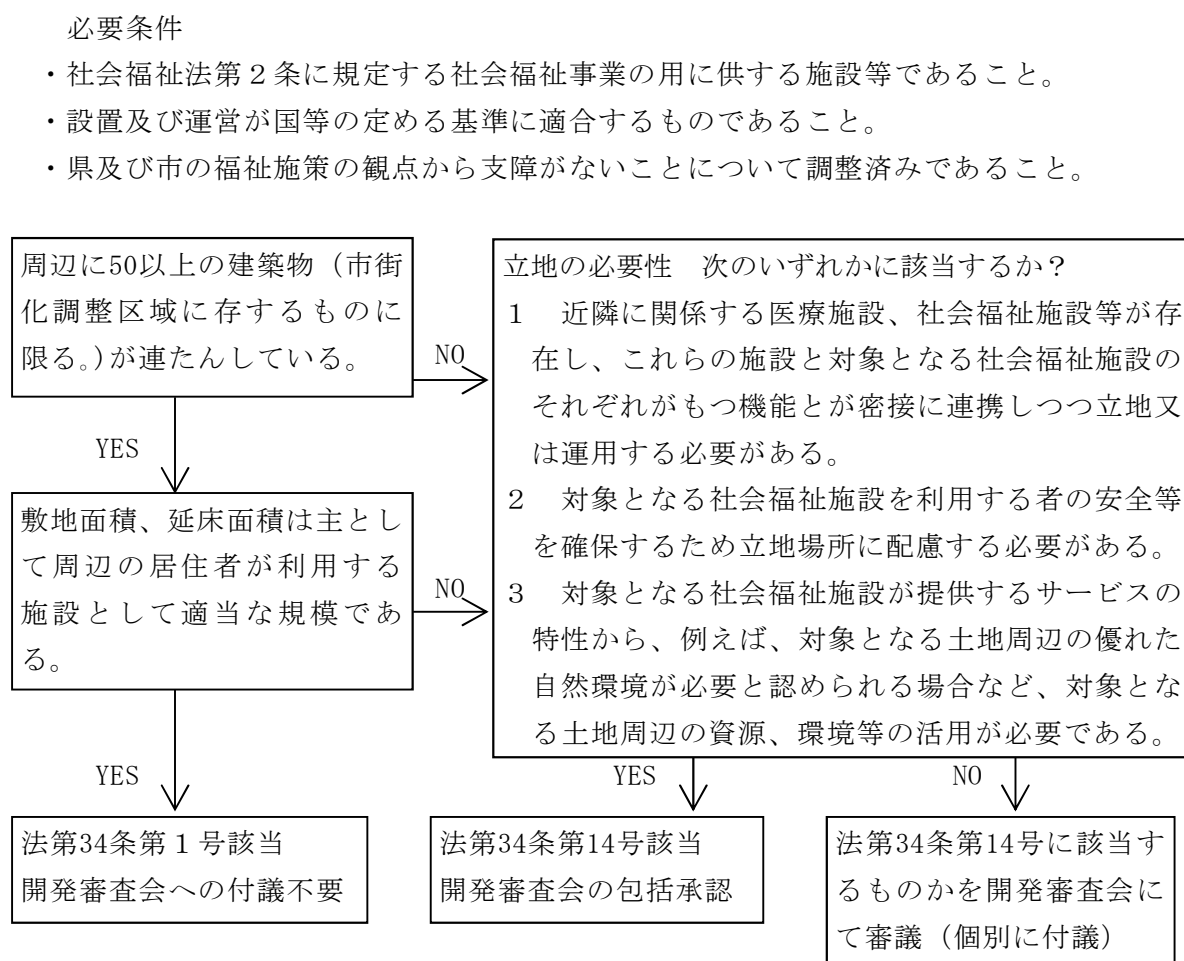 必要条件
・社会福祉法第２条に規定する社会福祉事業の用に供する施設等であること。
・設置及び運営が国等の定める基準に適合するものであること。
・県及び市の福祉施策の観点から支障がないことについて調整済みであること。
周辺に50以上の建築物（市街
化調整区域に存するものに
限る。）が連たんしている。
NO
YES
敷地面積、延床面積は主とし
て周辺の居住者が利用する
施設として適当な規模であ
る。
NO
YES
立地の必要性　次のいずれかに該当するか？
１　近隣に関係する医療施設、社会福祉施設等が存
在し、これらの施設と対象となる社会福祉施設の
それぞれがもつ機能とが密接に連携しつつ立地又
は運用する必要がある。
２　対象となる社会福祉施設を利用する者の安全等
を確保するため立地場所に配慮する必要がある。
３　対象となる社会福祉施設が提供するサービスの
特性から、例えば、対象となる土地周辺の優れた
自然環境が必要と認められる場合など、対象とな
る土地周辺の資源、環境等の活用が必要である。
YES
NO
法第34条第１号該当
開発審査会への付議不要
法第34条第14号該当
開発審査会の包括承認
法第34条第14号に該当す
るものかを開発審査会に
て審議（個別に付議）